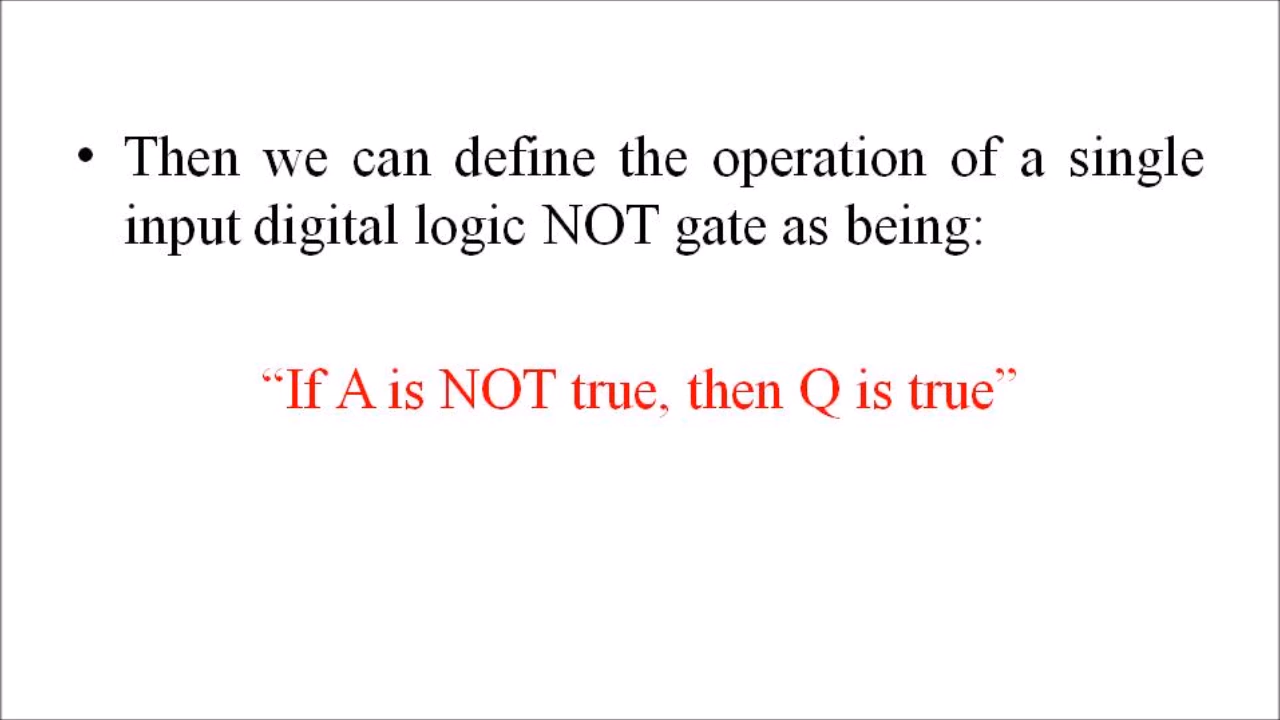 • Then we can define the operation of a single
input digital logic NOT gate as being:
“If A is NOT true, then Q is true”